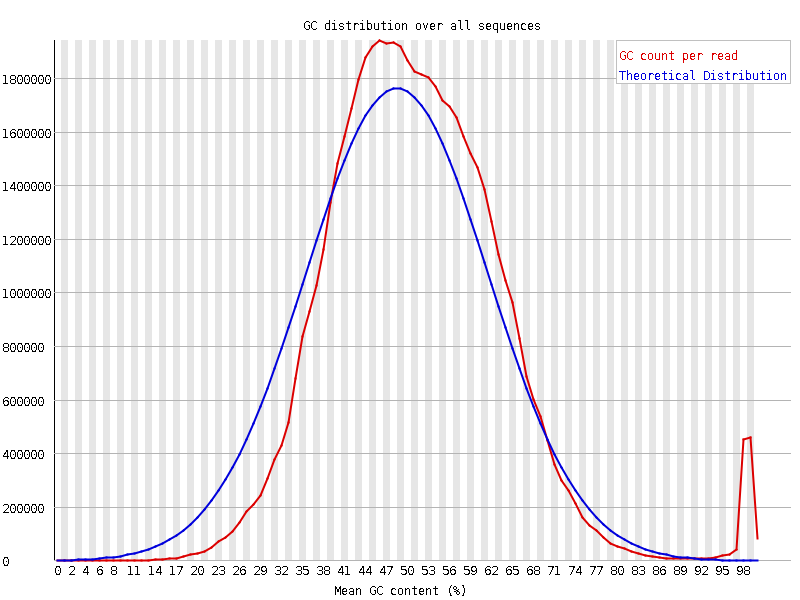 GC distribution over all sequences
GC count per read
Theoretical Distribution
1800000
1600000
1400000
1200000
1000000
800000
600000
400000
200000
0
0 2 4 6 8 11 14 17 20 23 26 29 32 35 38 41 44 47 50 53 56 59 62 65 68 71 74 77 80 83 86 89 92 95 98
Mean GC content (%)